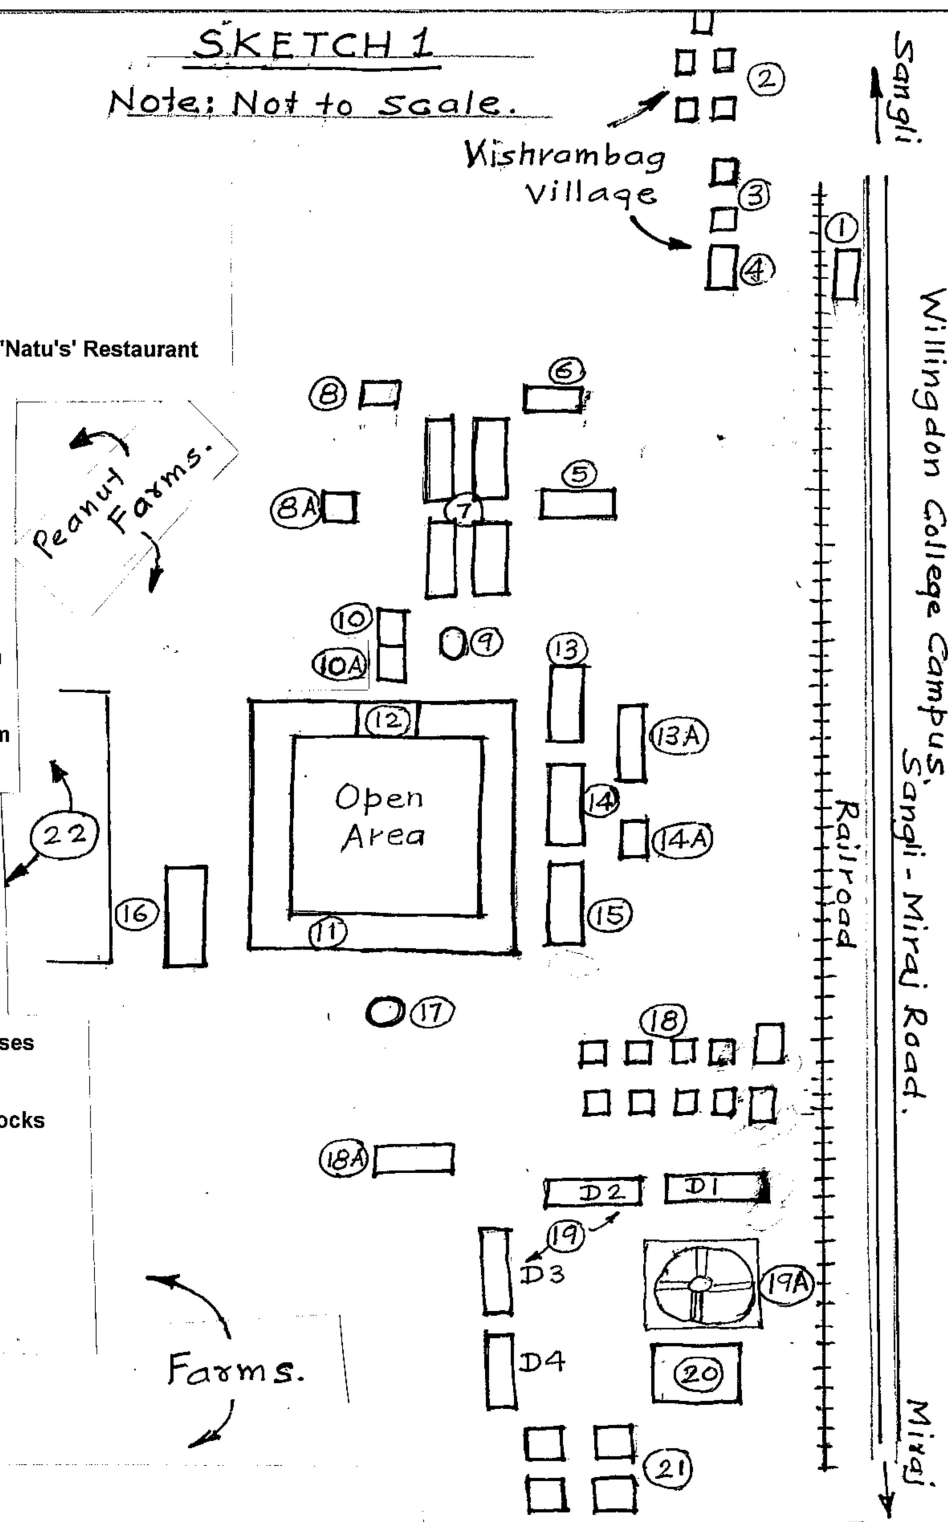 SKETCH 1
Note: Not to scale.
2
Sangli
Vishrambag
village
3
1
4
'Natu's' Restaurant
Willingdon College Campus.
8
6
Peanut
Farms.
8A
7
5
10
9
13
10A
12
13A
Open
Area
14
14A
Sangli - Miraj Road.
Railroad
22
16
11
15
17
18
ses
ocks
18A
D2
D1
19
D3
19A
D4
20
Farms.
Miraj
21